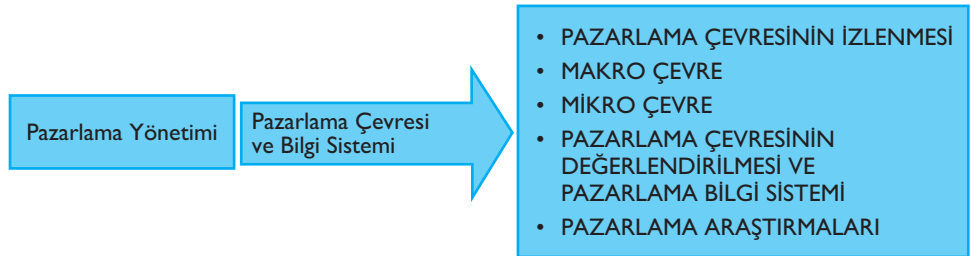 Pazarlama Yönetimi
Pazarlama Çevresi
ve Bilgi Sistemi
• PAZARLAMA ÇEVRESİNİN İZLENMESİ
• MAKRO ÇEVRE
• MİKRO ÇEVRE
• PAZARLAMA ÇEVRESİNİN
DEĞERLENDİRİLMESİ VE
PAZARLAMA BİLGİ SİSTEMİ
• PAZARLAMA ARAŞTIRMALARI